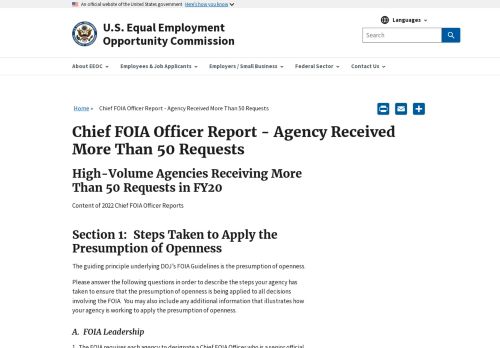 An official website of the United States government Here's how you know
U.S. Equal Employment
Opportunity Commission
Languages
Search
About EEOC
Employees & Job Applicants
Employers / Small Business
Federal Sector
Contact Us
Home » Chief FOIA Officer Report - Agency Received More Than 50 Requests
Chief FOIA Officer Report - Agency Received
More Than 50 Requests
High-Volume Agencies Receiving More
Than 50 Requests in FY20
Content of 2022 Chief FOIA Officer Reports
Section 1: Steps Taken to Apply the
Presumption of Openness
The guiding principle underlying DOJ's FOIA Guidelines is the presumption of openness.
Please answer the following questions in order to describe the steps your agency has
taken to ensure that the presumption of openness is being applied to all decisions
involving the FOIA. You may also include any additional information that illustrates how
your agency is working to apply the presumption of openness.
A. FOIA Leadership
1. The FOIA requires each agency to designate a Chief FOIA Officer who is a senior official